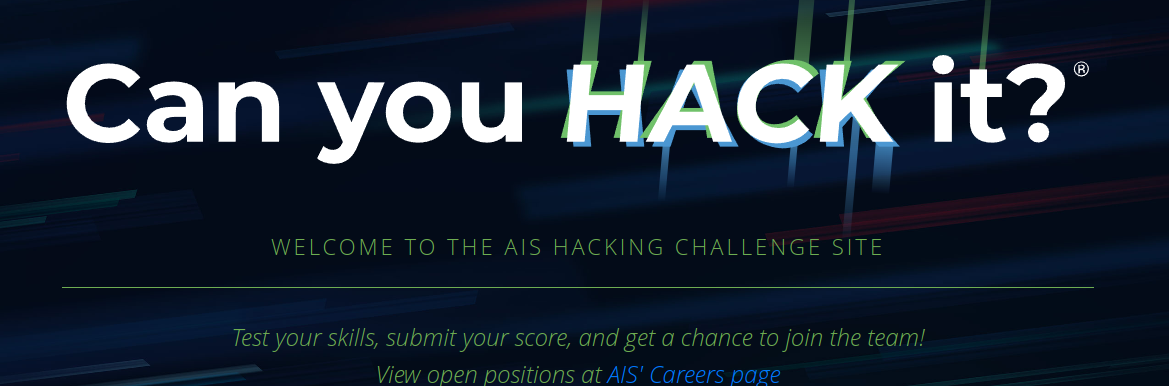 Can you HACK it?®
WELCOME TO THE AIS HACKING CHALLENGE SITE
Test your skills, submit your score, and get a chance to join the team!
View open positions at AIS' Careers page